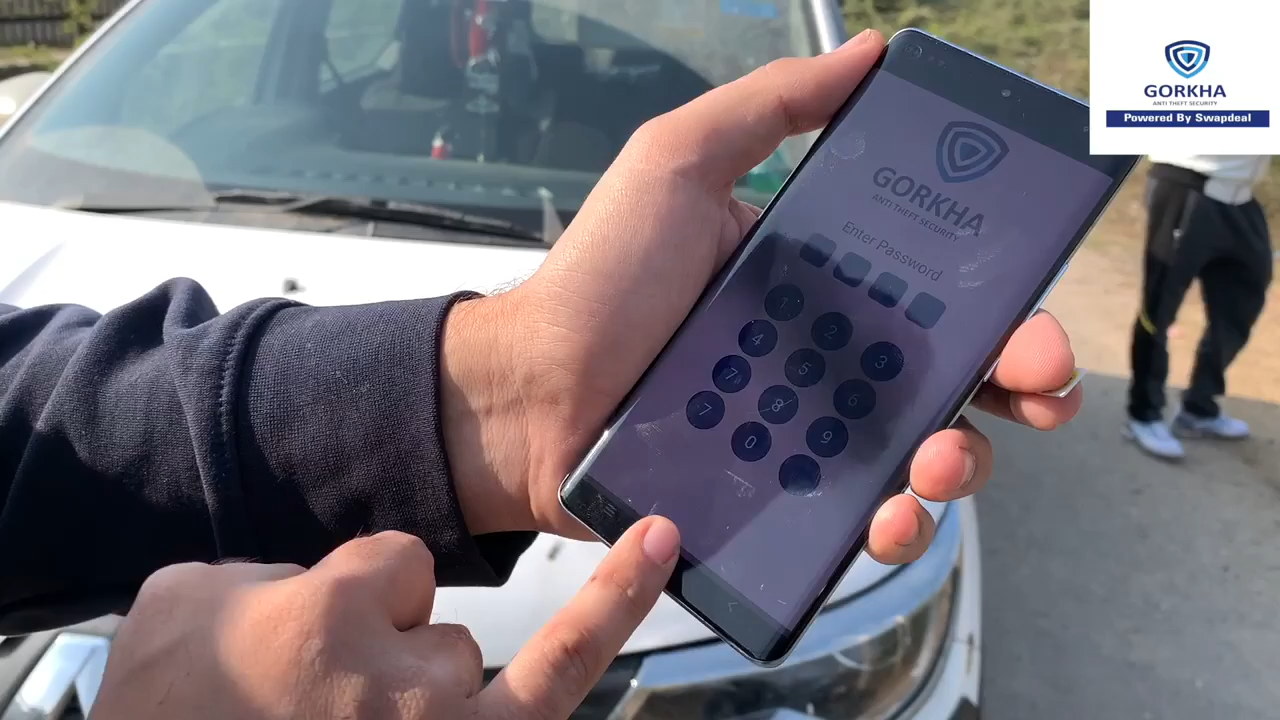 GORKHA
ANTI THEFT SECURITY
Powered By Swapdeal
GORKHA
ANTI THEFT SECURITY
Enter Password
1 2 3
4 5 6
7 8 9
7 0